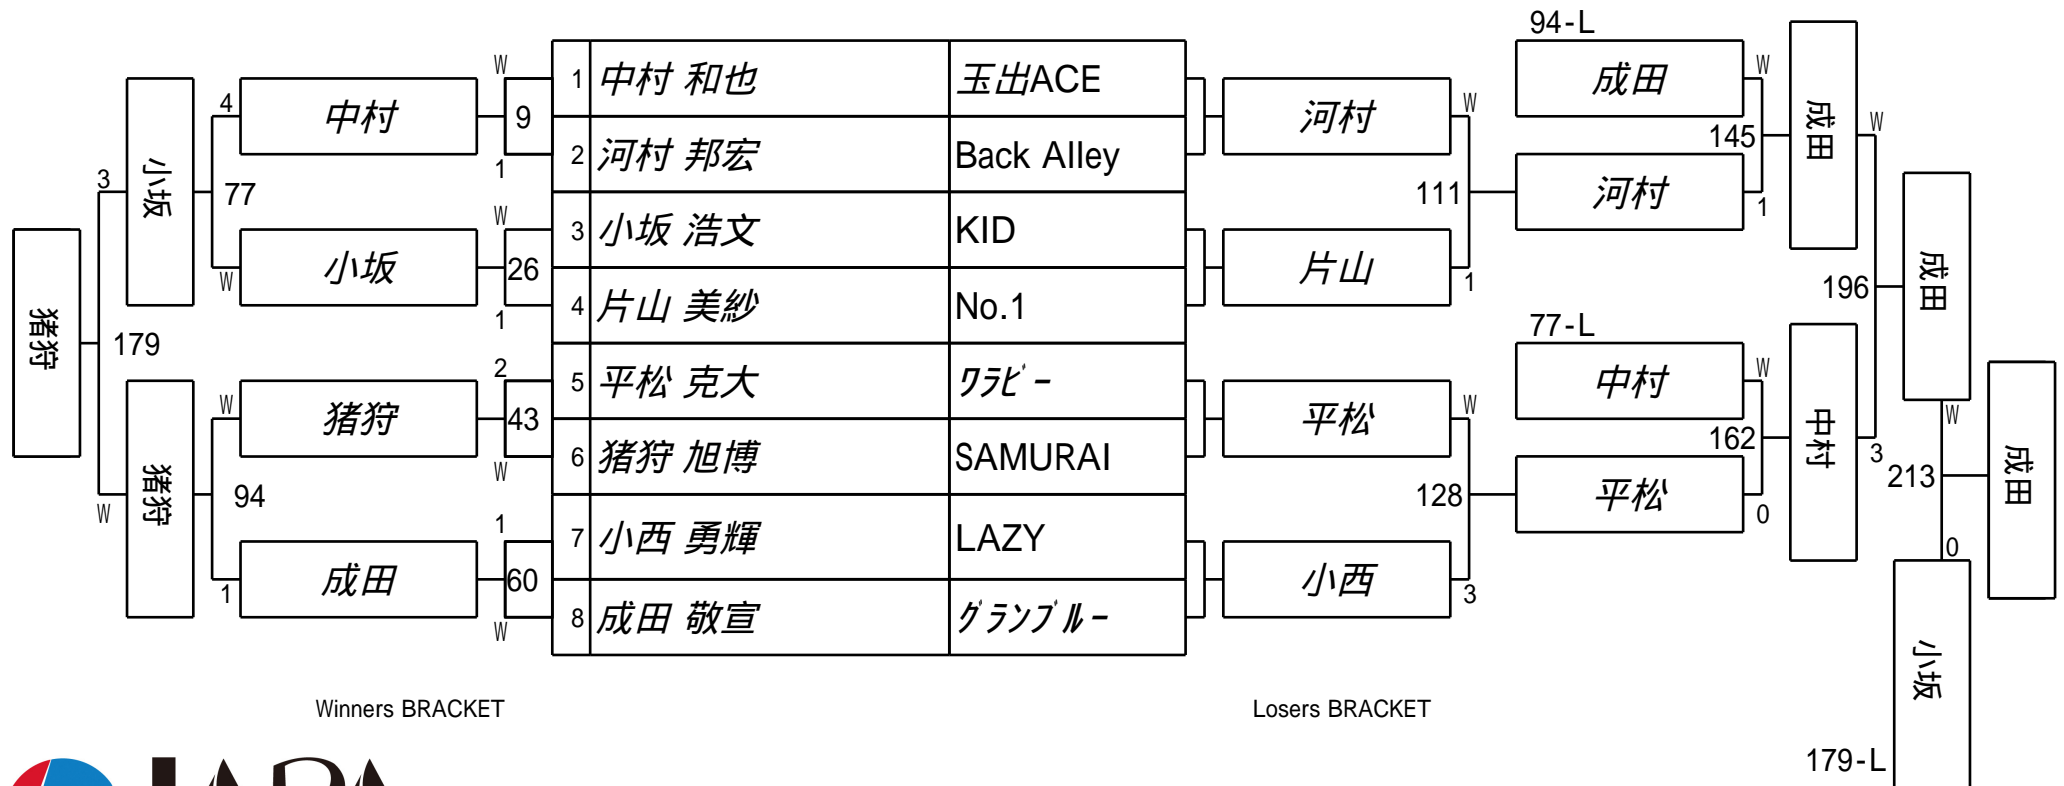 94-L
W
1 中村 和也 玉出ACE
4 中村 9
河村 W
成田 W
成田
2 河村 邦宏 Back Alley
1
145
W
小坂
3
77
W
3 小坂 浩文 KID
111
河村 1
成田
W 小坂 26
片山 1
4 片山 美紗 No.1
1
196
猪狩
179
77-L
2
5 平松 克大 ワラビー
W 猪狩 43
平松 W
中村 W
中村
W
6 猪狩 旭博 SAMURAI
W
162
3
成田
猪狩
W
94
1
7 小西 勇輝 LAZY
128
平松 0
213
0
1 成田 60
小西 3
8 成田 敬宣 グランブルー
W
小坂
Winners BRACKET
Losers BRACKET
179-L